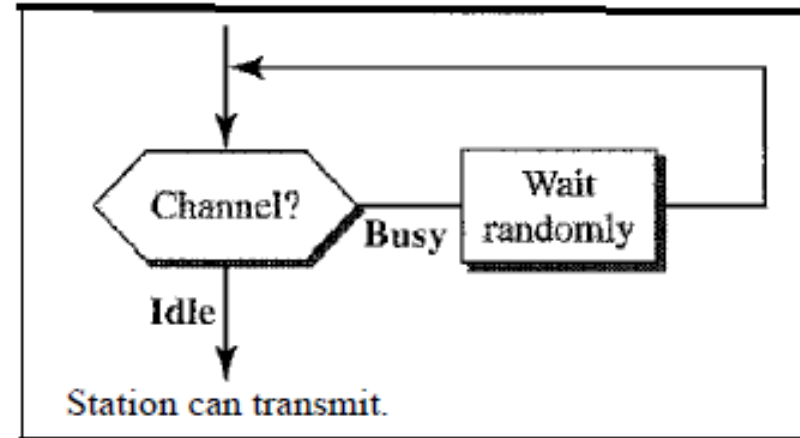 Channel?
Busy
Wait
randomly
Idle
Station can transmit.